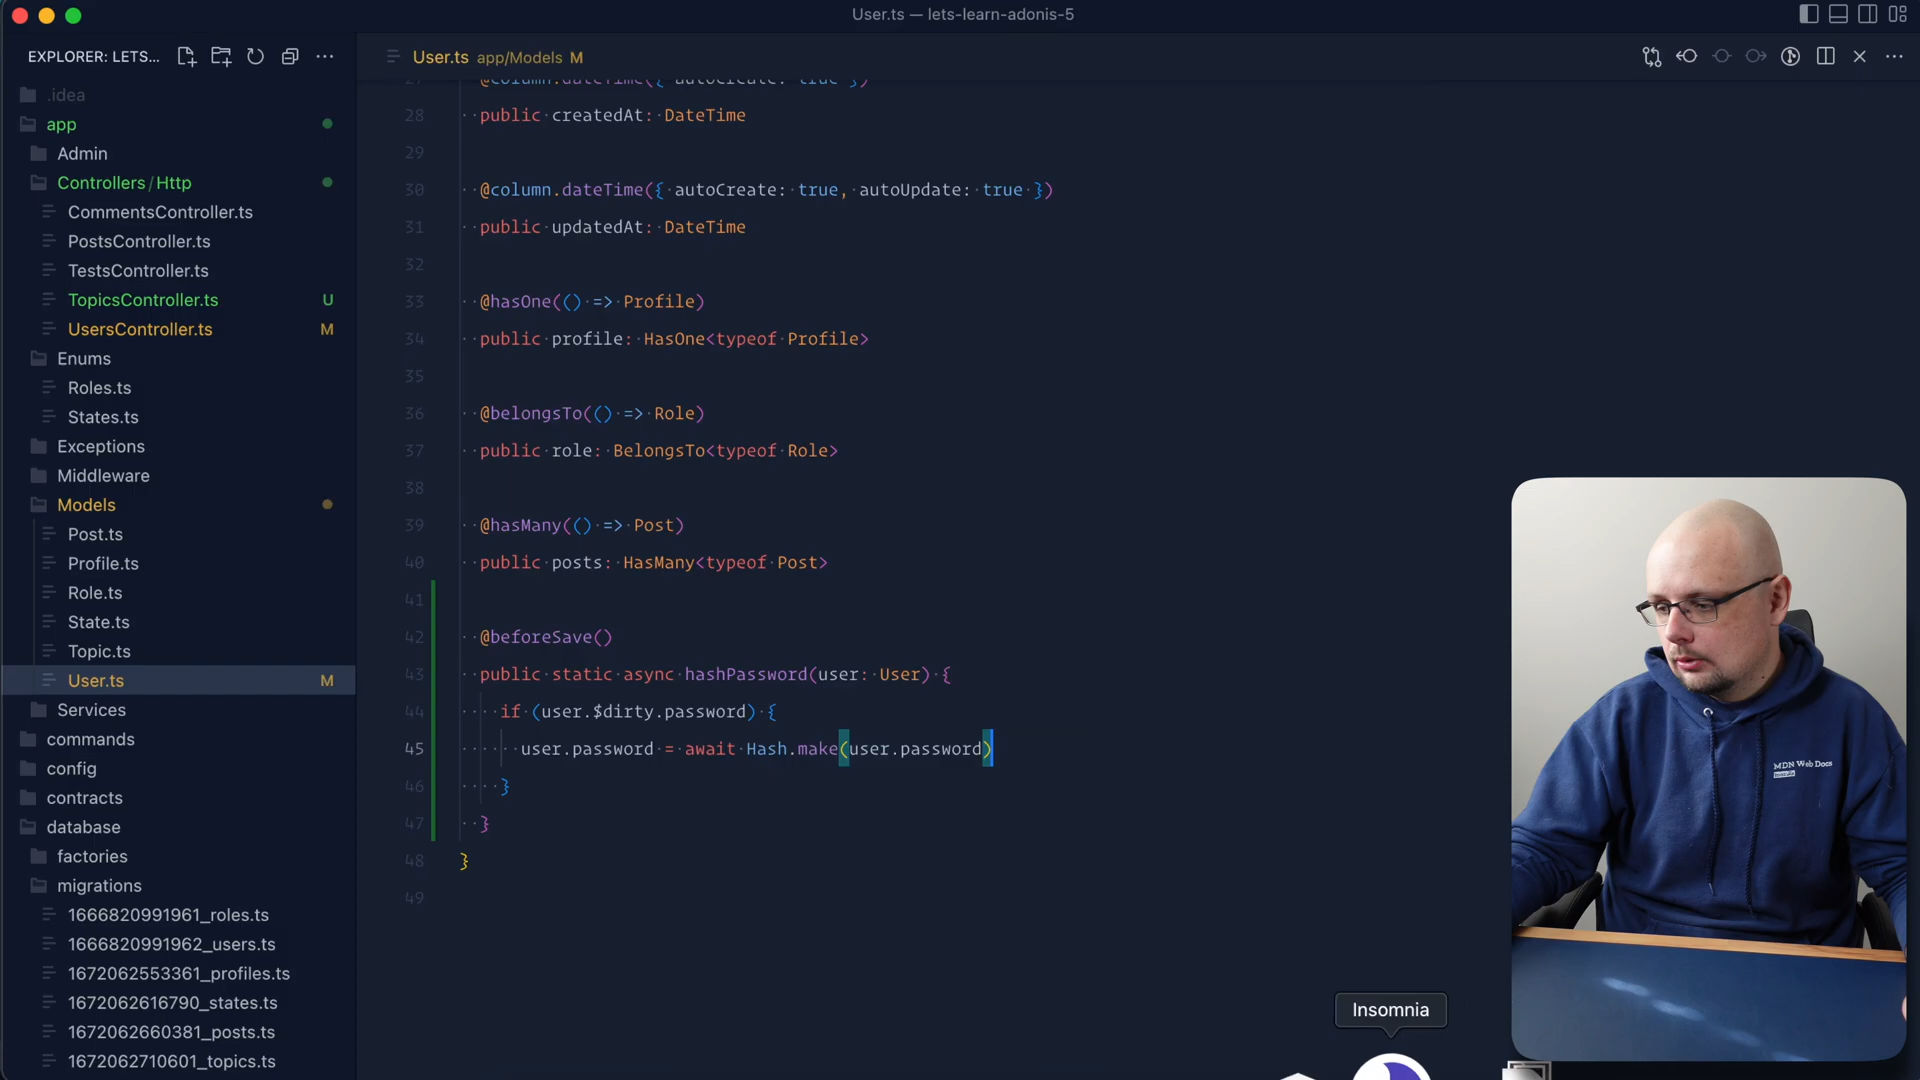 User.ts — lets-learn-adonis-5
EXPLORER: LETS...
.idea
app
Admin
Controllers / Http
CommentsController.ts
PostsController.ts
TestsController.ts
TopicsController.ts U
UsersController.ts M
Enums
Roles.ts
States.ts
Exceptions
Middleware
Models
Post.ts
Profile.ts
Role.ts
State.ts
Topic.ts
User.ts M
Services
commands
config
contracts
database
factories
migrations
1666820991961_roles.ts
1666820991962_users.ts
1672062553361_profiles.ts
1672062616790_states.ts
1672062660381_posts.ts
1672062710601_topics.ts
User.ts app/Models M
27 @column.dateTime({ autoCreate: true })
28 public createdAt: DateTime
29
30 @column.dateTime({ autoCreate: true, autoUpdate: true })
31 public updatedAt: DateTime
32
33 @hasOne(() => Profile)
34 public profile: HasOne<typeof Profile>
35
36 @belongsTo(() => Role)
37 public role: BelongsTo<typeof Role>
38
39 @hasMany(() => Post)
40 public posts: HasMany<typeof Post>
41
42 @beforeSave()
43 public static async hashPassword(user: User) {
44 if (user.$dirty.password) {
45 user.password = await Hash.make(user.password)
46 }
47 }
48 }
49
MDN Web Docs
Insomnia